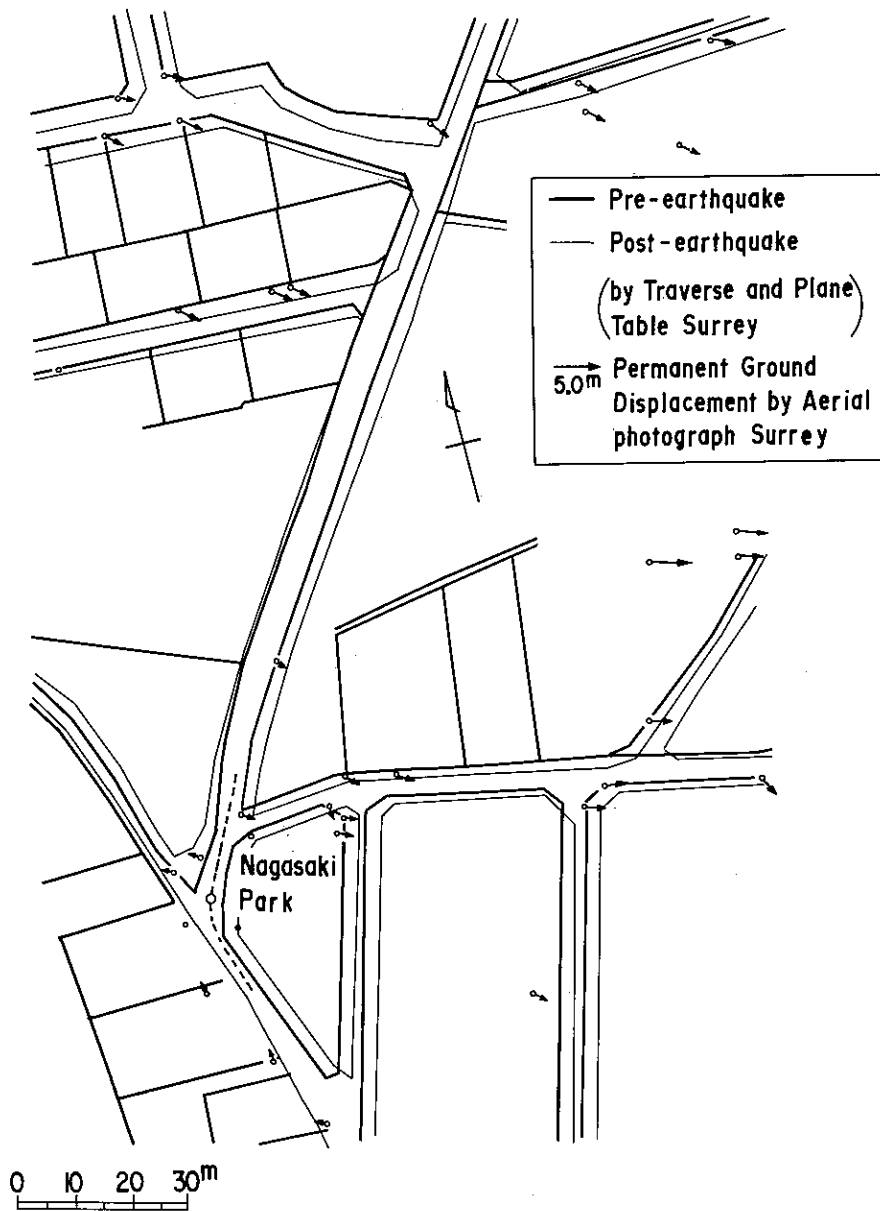 Pre-earthquake
Post-earthquake
(by Traverse and Plane
Table Surrey)
5.0m
Permanent Ground
Displacement by Aerial
photograph Surrey
Nagasaki
Park
0 10 20 30m